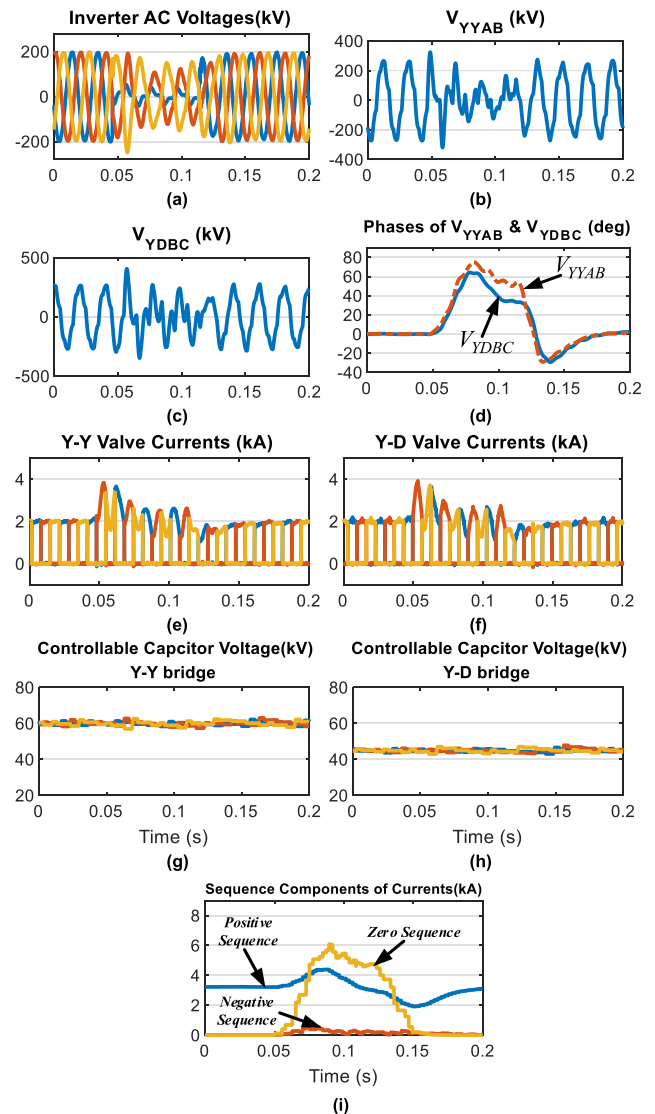 Inverter AC Voltages(kV)
200
0
-200
0 0.05 0.1 0.15 0.2
(a)
VYYAB (kV)
400
200
0
-200
-400
0 0.05 0.1 0.15 0.2
(b)
VYDBC (kV)
500
0
-500
0 0.05 0.1 0.15 0.2
(c)
Phases of VYYAB & VYDBC (deg)
80
60
40
20
0
-20
-40
VYYAB
VYDBC
0 0.05 0.1 0.15 0.2
(d)
Y-Y Valve Currents (kA)
4
2
0
0 0.05 0.1 0.15 0.2
(e)
Y-D Valve Currents (kA)
4
2
0
0 0.05 0.1 0.15 0.2
(f)
Controllable Capcitor Voltage(kV)
Y-Y bridge
80
60
40
20
0 0.05 0.1 0.15 0.2
Time (s)
(g)
Controllable Capcitor Voltage(kV)
Y-D bridge
80
60
40
20
0 0.05 0.1 0.15 0.2
Time (s)
(h)
Sequence Components of Currents(kA)
8
6
4
2
0
Positive
Sequence
Zero Sequence
Negative
Sequence
0 0.05 0.1 0.15 0.2
Time (s)
(i)